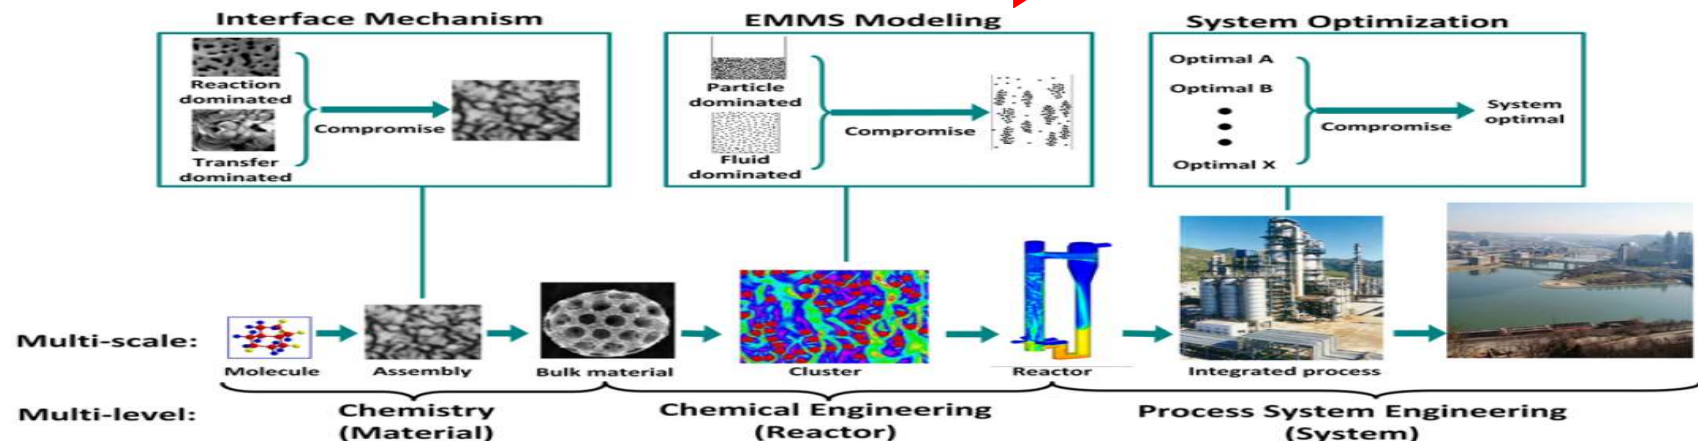 Interface Mechanism
Reaction
dominated
Transfer
dominated
Compromise
EMMS Modeling
Particle
dominated
Fluid
dominated
Compromise
System Optimization
Optimal A
Optimal B
Optimal X
Compromise
System
optimal
Multi-scale:
Molecule
Assembly
Bulk material
Cluster
Reactor
Integrated process
Multi-level:
Chemistry
(Material)
Chemical Engineering
(Reactor)
Process System Engineering
(System)